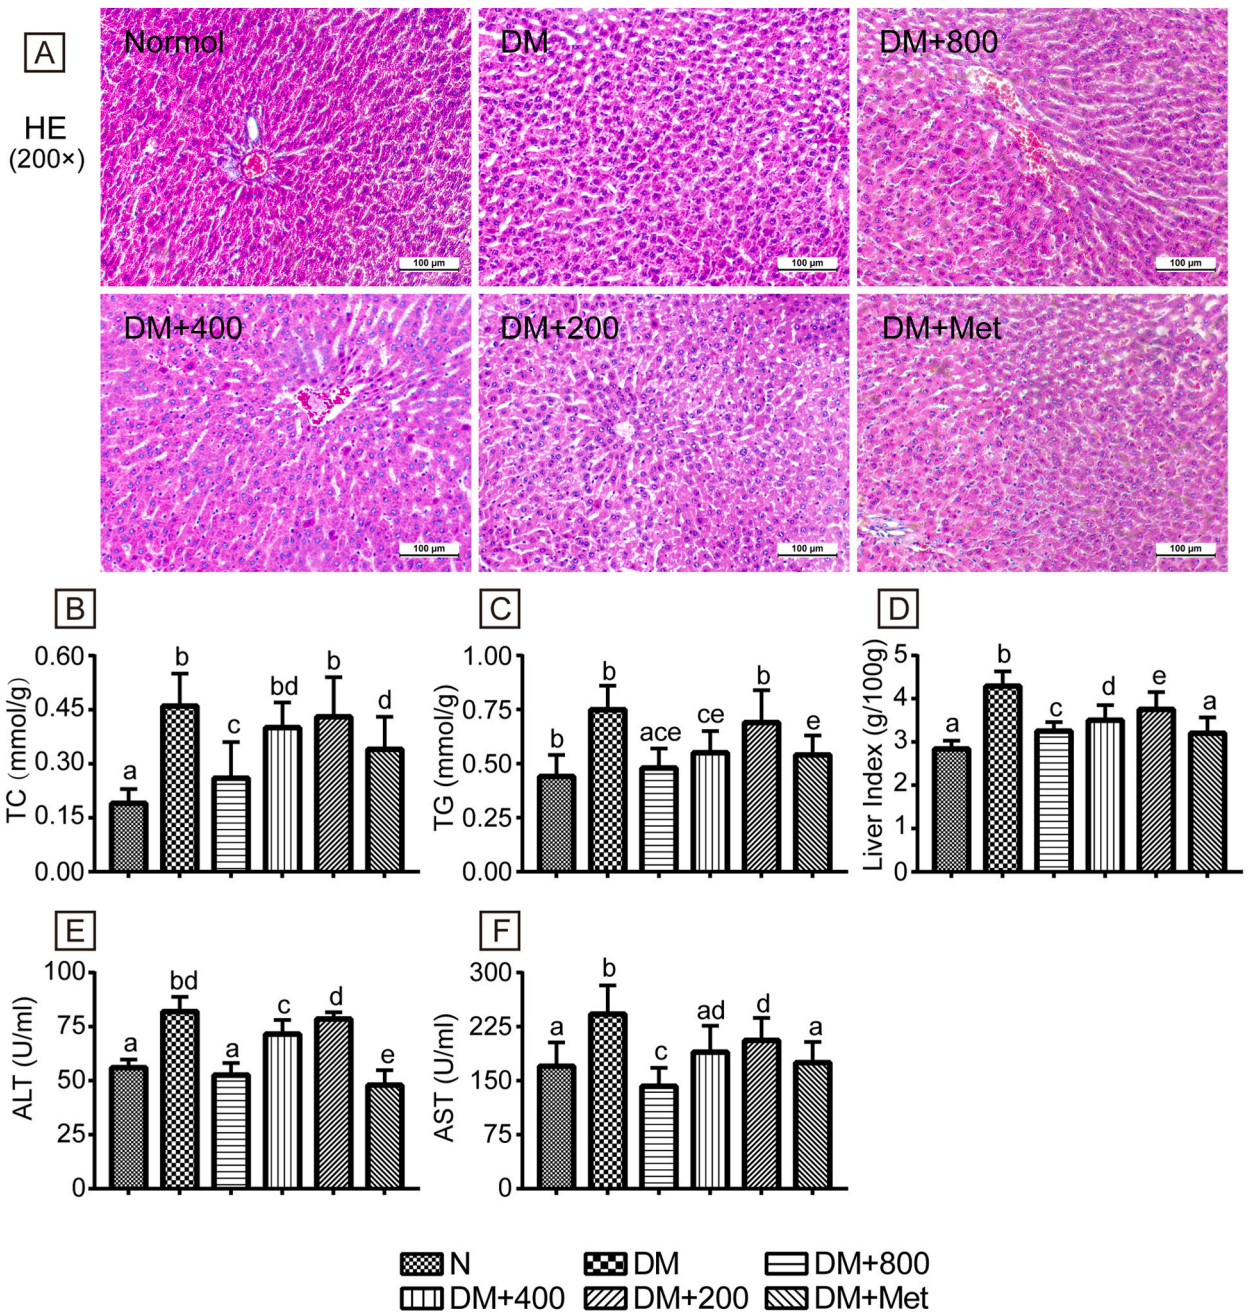 A
HE
(200×)
Normol
DM
DM+800
100 µm
100 µm
100 µm
DM+400
DM+200
DM+Met
100 µm
100 µm
100 µm
B
TC (mmol/g)
0.60
0.45
0.30
0.15
0.00
a
b
c
bd
b
d
C
TG (mmol/g)
1.00
0.75
0.50
0.25
0.00
b
b
ace
ce
b
e
D
Liver Index (g/100g)
5
4
3
2
1
0
a
b
c
d
e
a
E
ALT (U/ml)
100
75
50
25
0
a
bd
a
c
d
e
F
AST (U/ml)
300
225
150
75
0
a
b
c
ad
d
a
N
DM
DM+800
DM+400
DM+200
DM+Met